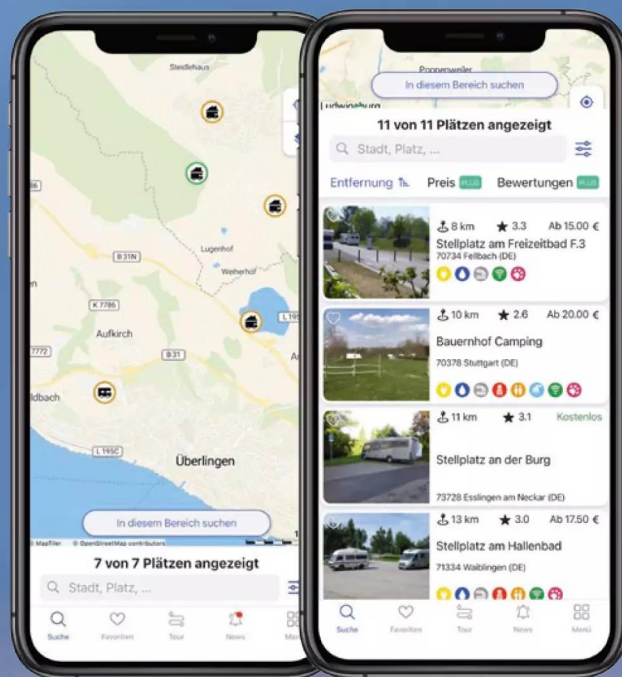 Steidlehaus
B 31N
Lugenhof
Weiherhof
K 7786
L 195
Aufkirch
B 31
7772
ldbach
L 195C
Überlingen
In diesem Bereich suchen
© MapTiler © OpenStreetMap contributors
7 von 7 Plätzen angezeigt
Stadt, Platz, ...
Suche
Favoriten
Tour
News
Menü
Poppenweiler
In diesem Bereich suchen
Ludwigsburg
11 von 11 Plätzen angezeigt
Stadt, Platz, ...
Entfernung Preis PLUS Bewertungen PLUS
8 km ★ 3.3 Ab 15.00 €
Stellplatz am Freizeitbad F.3
70734 Fellbach (DE)
10 km ★ 2.6 Ab 20.00 €
Bauernhof Camping
70378 Stuttgart (DE)
11 km ★ 3.1 Kostenlos
Stellplatz an der Burg
73728 Esslingen am Neckar (DE)
13 km ★ 3.0 Ab 17.50 €
Stellplatz am Hallenbad
71334 Waiblingen (DE)
Suche
Favoriten
Tour
News
Menü